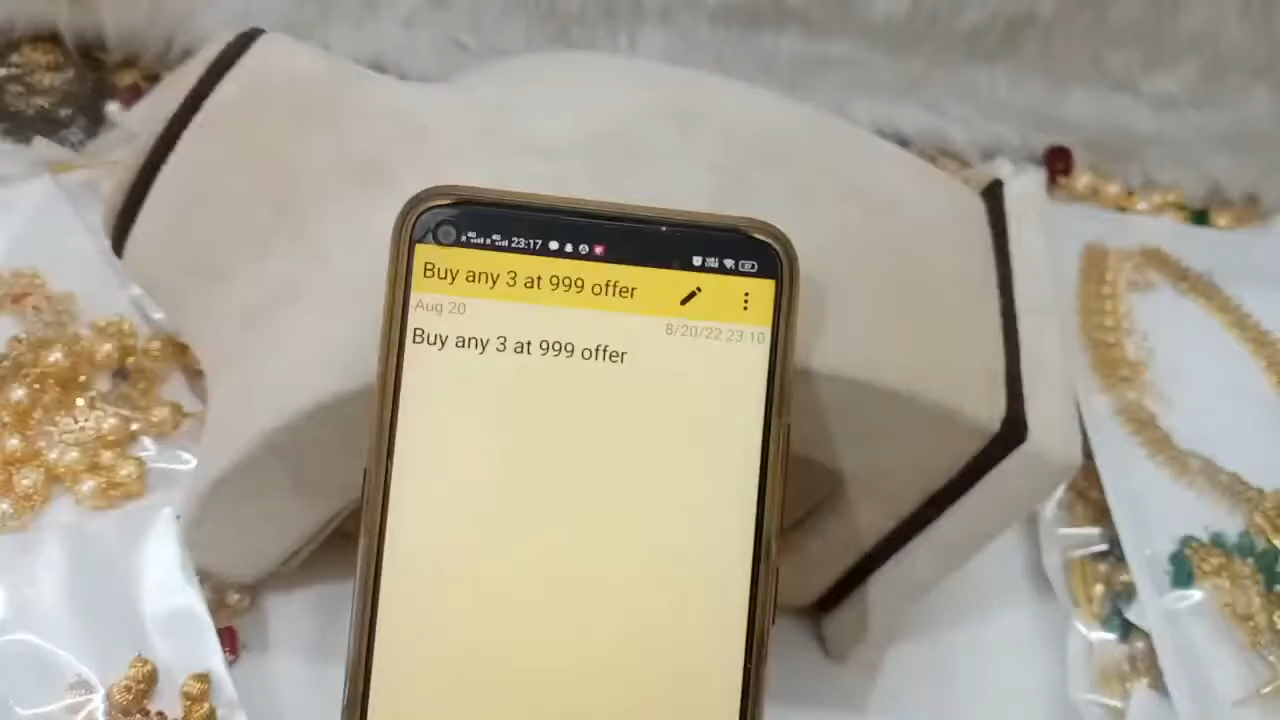 23:17
Buy any 3 at 999 offer
Aug 20
8/20/22 23:10
Buy any 3 at 999 offer